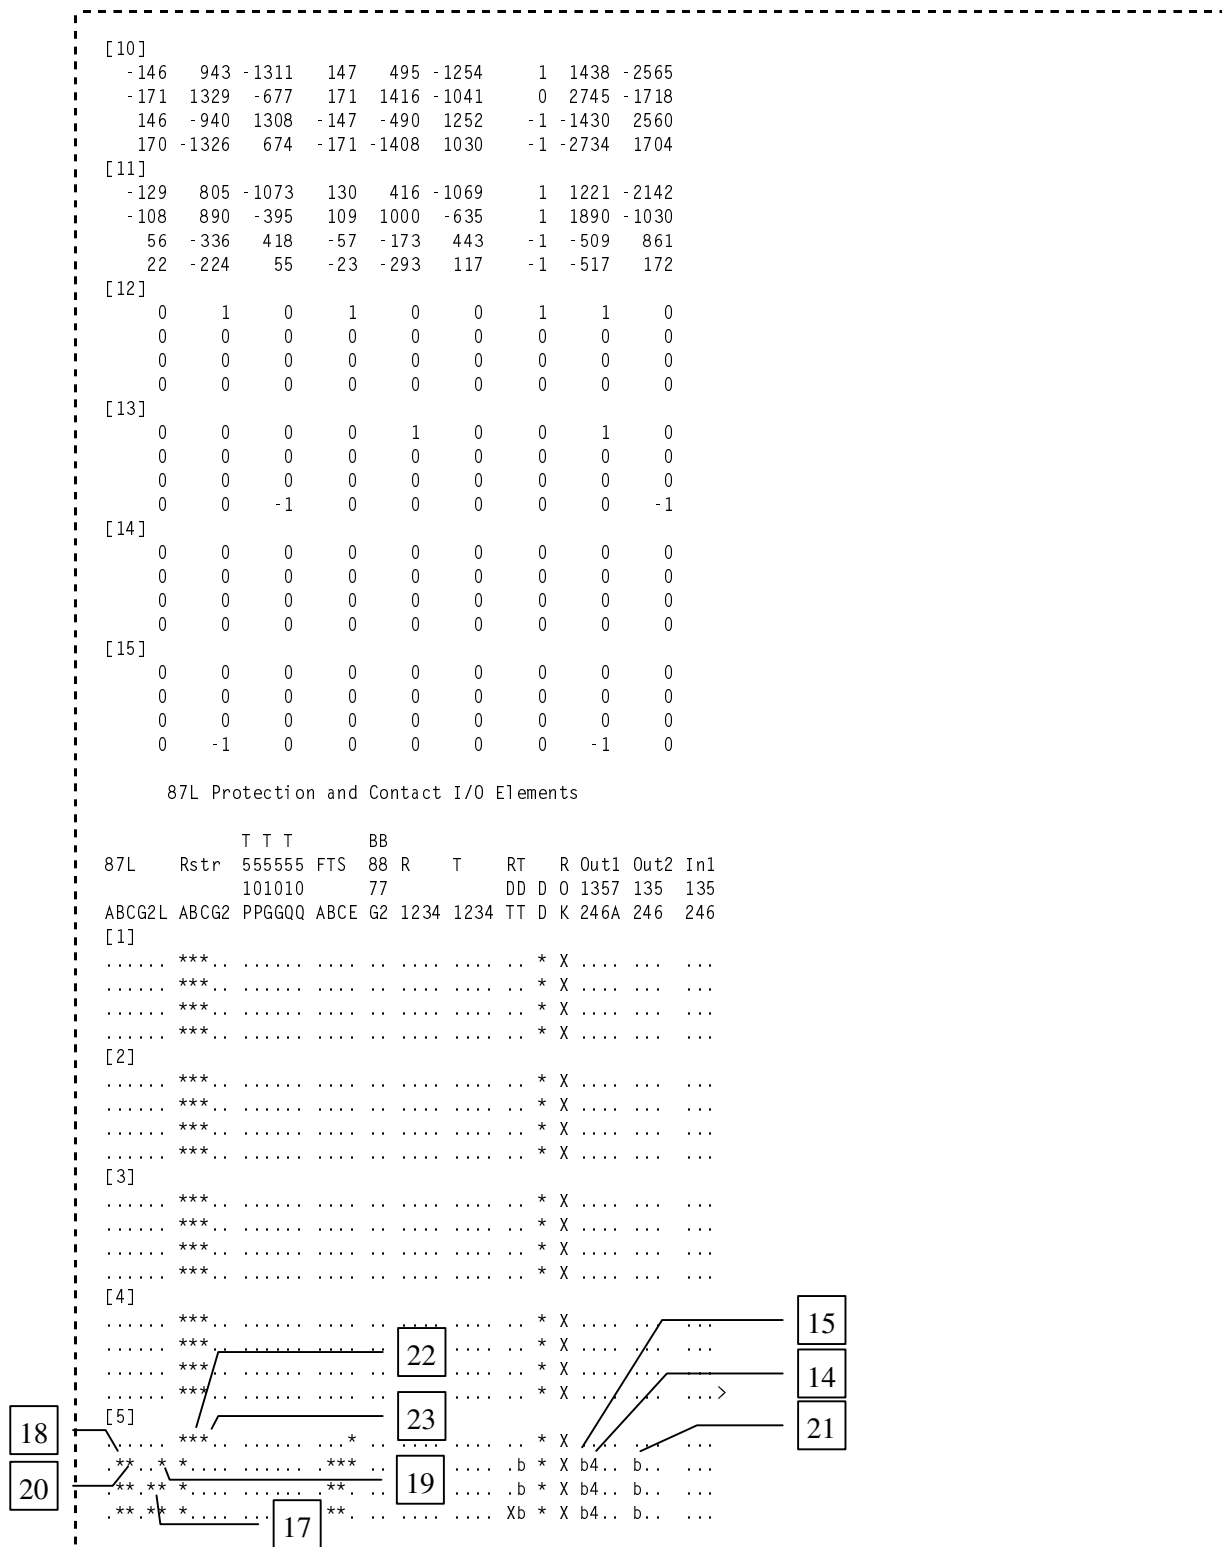 [10]
-146 943 -1311 147 495 -1254 1 1438 -2565
-171 1329 -677 171 1416 -1041 0 2745 -1718
146 -940 1308 -147 -490 1252 -1 -1430 2560
170 -1326 674 -171 -1408 1030 -1 -2734 1704
[11]
-129 805 -1073 130 416 -1069 1 1221 -2142
-108 890 -395 109 1000 -635 1 1890 -1030
56 -336 418 -57 -173 443 -1 -509 861
22 -224 55 -23 -293 117 -1 -517 172
[12]
0 1 0 1 0 0 1 1 0
0 0 0 0 0 0 0 0 0
0 0 0 0 0 0 0 0 0
0 0 0 0 0 0 0 0 0
[13]
0 0 0 0 1 0 0 1 0
0 0 0 0 0 0 0 0 0
0 0 0 0 0 0 0 0 0
0 0 -1 0 0 0 0 0 -1
[14]
0 0 0 0 0 0 0 0 0
0 0 0 0 0 0 0 0 0
0 0 0 0 0 0 0 0 0
0 0 0 0 0 0 0 0 0
[15]
0 0 0 0 0 0 0 0 0
0 0 0 0 0 0 0 0 0
0 0 0 0 0 0 0 0 0
0 -1 0 0 0 0 0 -1 0
87L Protection and Contact I/O Elements
T T T BB
87L Rstr 555555 FTS 88 R T RT R Out1 Out2 In1
101010 77 DD D O 1357 135 135
ABCG2L ABCG2 PPGGQQ ABCE G2 1234 1234 TT D K 246A 246 246
[1]
...... ***.. ...... .... .. .... .... .. * X .... ... ...
...... ***.. ...... .... .. .... .... .. * X .... ... ...
...... ***.. ...... .... .. .... .... .. * X .... ... ...
...... ***.. ...... .... .. .... .... .. * X .... ... ...
[2]
...... ***.. ...... .... .. .... .... .. * X .... ... ...
...... ***.. ...... .... .. .... .... .. * X .... ... ...
...... ***.. ...... .... .. .... .... .. * X .... ... ...
...... ***.. ...... .... .. .... .... .. * X .... ... ...
[3]
...... ***.. ...... .... .. .... .... .. * X .... ... ...
...... ***.. ...... .... .. .... .... .. * X .... ... ...
...... ***.. ...... .... .. .... .... .. * X .... ... ...
...... ***.. ...... .... .. .... .... .. * X .... ... ...
[4]
...... ***.. ...... .... .. .... .... .. * X .... ... ...
...... ***.. ...... .... .. .... .... .. * X .... ... ...
...... ***.. ...... .... .. .... .... .. * X .... ... ...
...... ***.. ...... .... .. .... .... .. * X .... ... ...>
[5]
...... ***.. ...... ...* .. .... .... .. * X .... ... ...
.**..* *.... ...... .*** .. .... .... .b * X b4.. b.. ...
.**.** *.... ...... .**. .. .... .... .b * X b4.. b.. ...
.**.** *.... ...... .**. .. .... .... Xb * X b4.. b.. ...
15
22
14
23
21
18
19
20
17